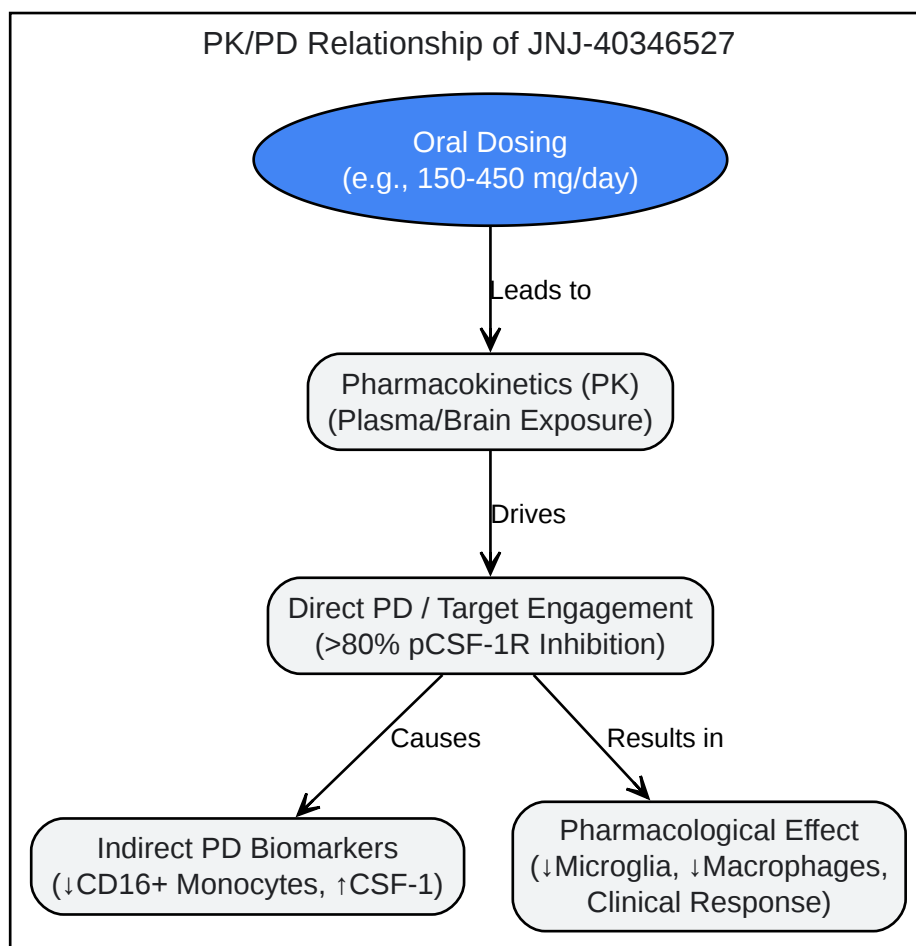 PK/PD Relationship of JNJ-40346527
Oral Dosing
(e.g., 150-450 mg/day)
Leads to
Pharmacokinetics (PK)
(Plasma/Brain Exposure)
Drives
Direct PD / Target Engagement
(>80% pCSF-1R Inhibition)
Causes
Results in
Indirect PD Biomarkers
(↓CD16+ Monocytes, ↑CSF-1)
Pharmacological Effect
(↓Microglia, ↓Macrophages,
Clinical Response)